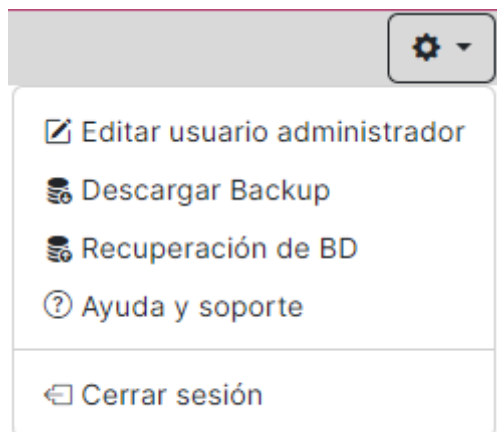 Editar usuario administrador
Descargar Backup
Recuperación de BD
Ayuda y soporte
Cerrar sesión